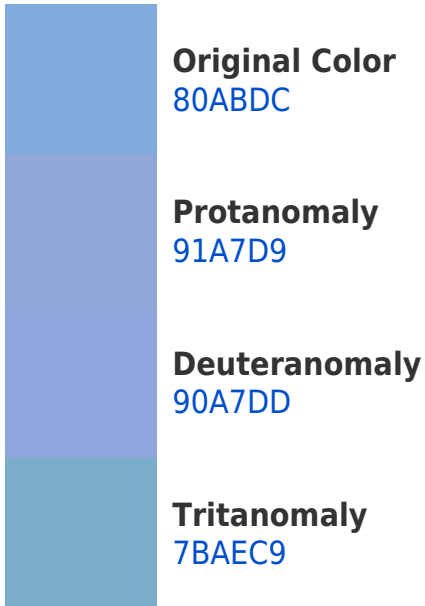 Original Color
80ABDC
Protanomaly
91A7D9
Deuteranomaly
90A7DD
Tritanomaly
7BAEC9